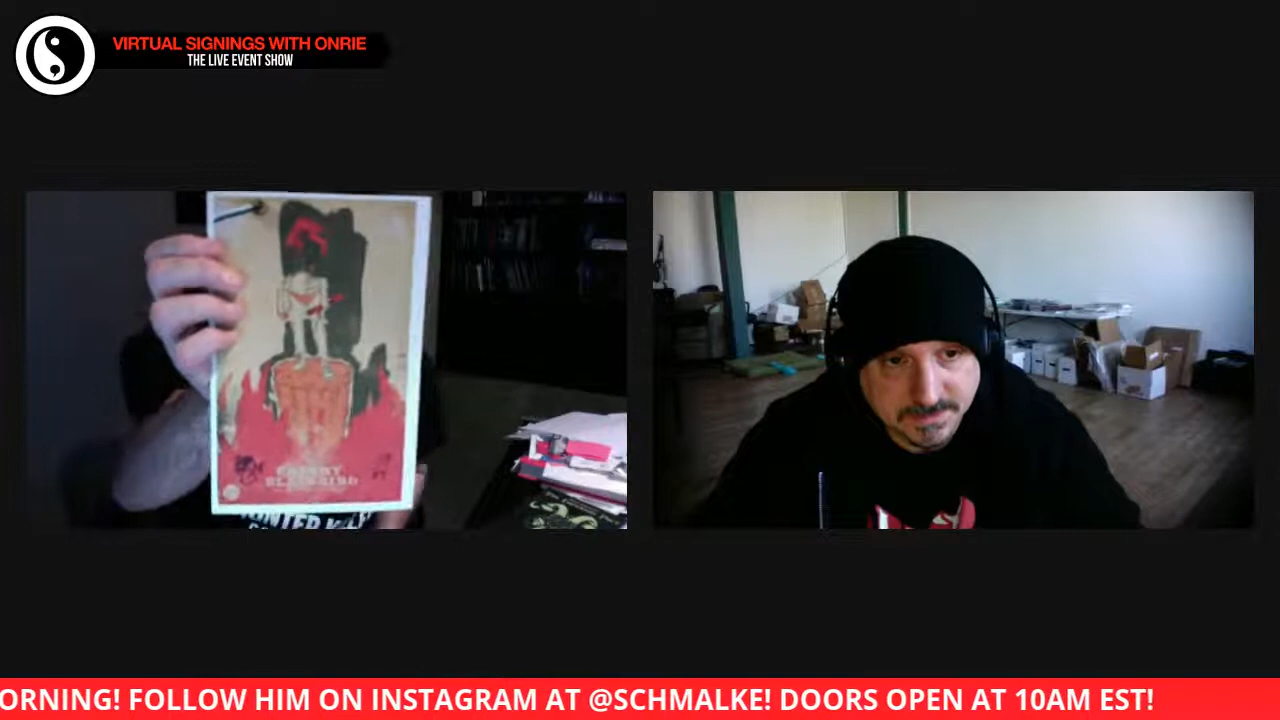 VIRTUAL SIGNINGS WITH ONRIE
THE LIVE EVENT SHOW
BLACKBIRD
ORNING! FOLLOW HIM ON INSTAGRAM AT @SCHMALKE! DOORS OPEN AT 10AM EST!